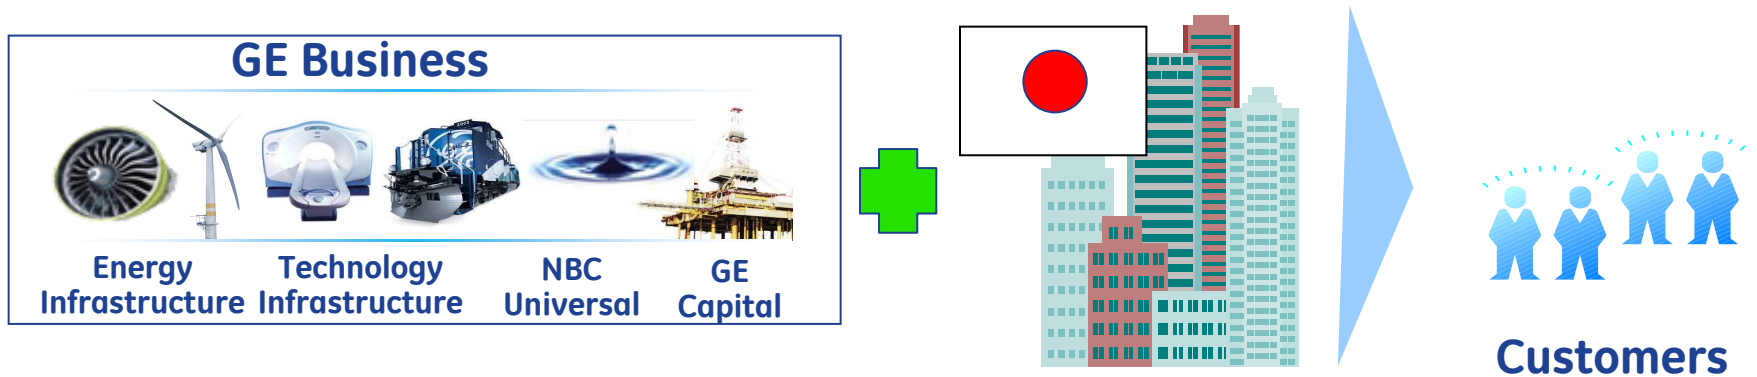 GE Business
Energy
Infrastructure
Technology
Infrastructure
NBC
Universal
GE
Capital
Customers